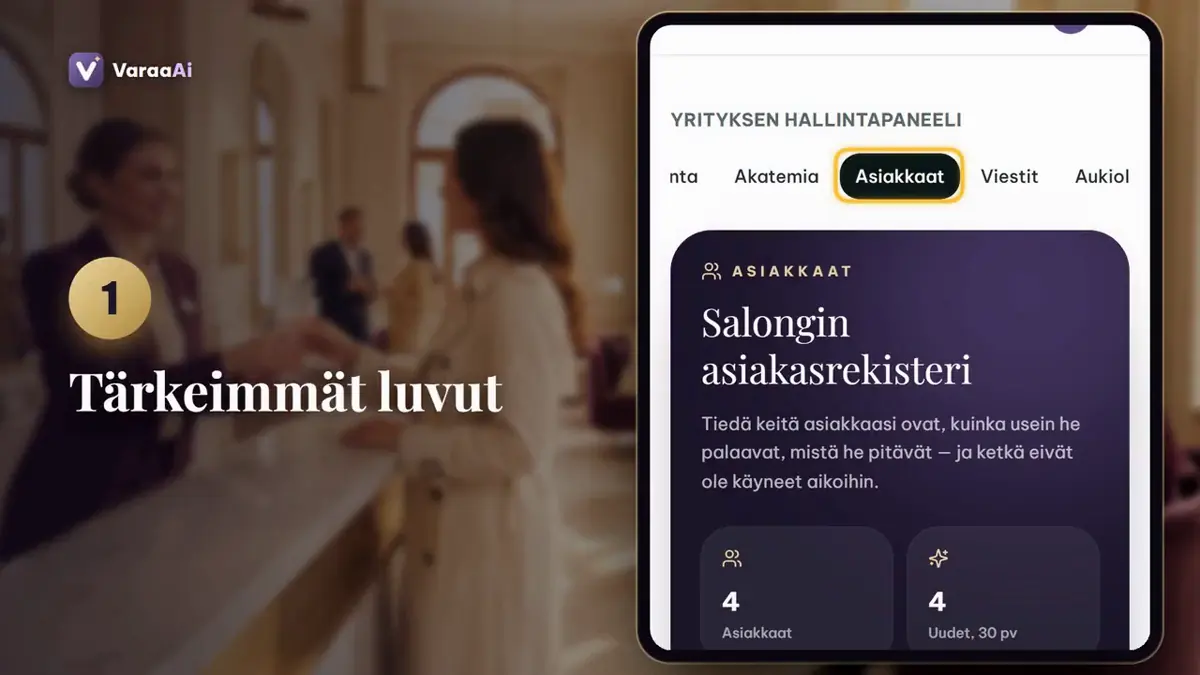 VaraaAi
1
Tärkeimmät luvut
YRITYKSEN HALLINTAPANEELI
nta Akatemia Asiakkaat Viestit Aukiol
ASIAKKAAT
Salongin
asiakasrekisteri
Tiedä keitä asiakkaasi ovat, kuinka usein he
palaavat, mistä he pitävät — ja ketkä eivät
ole käyneet aikoihin.
4
Asiakkaat
4
Uudet, 30 pv